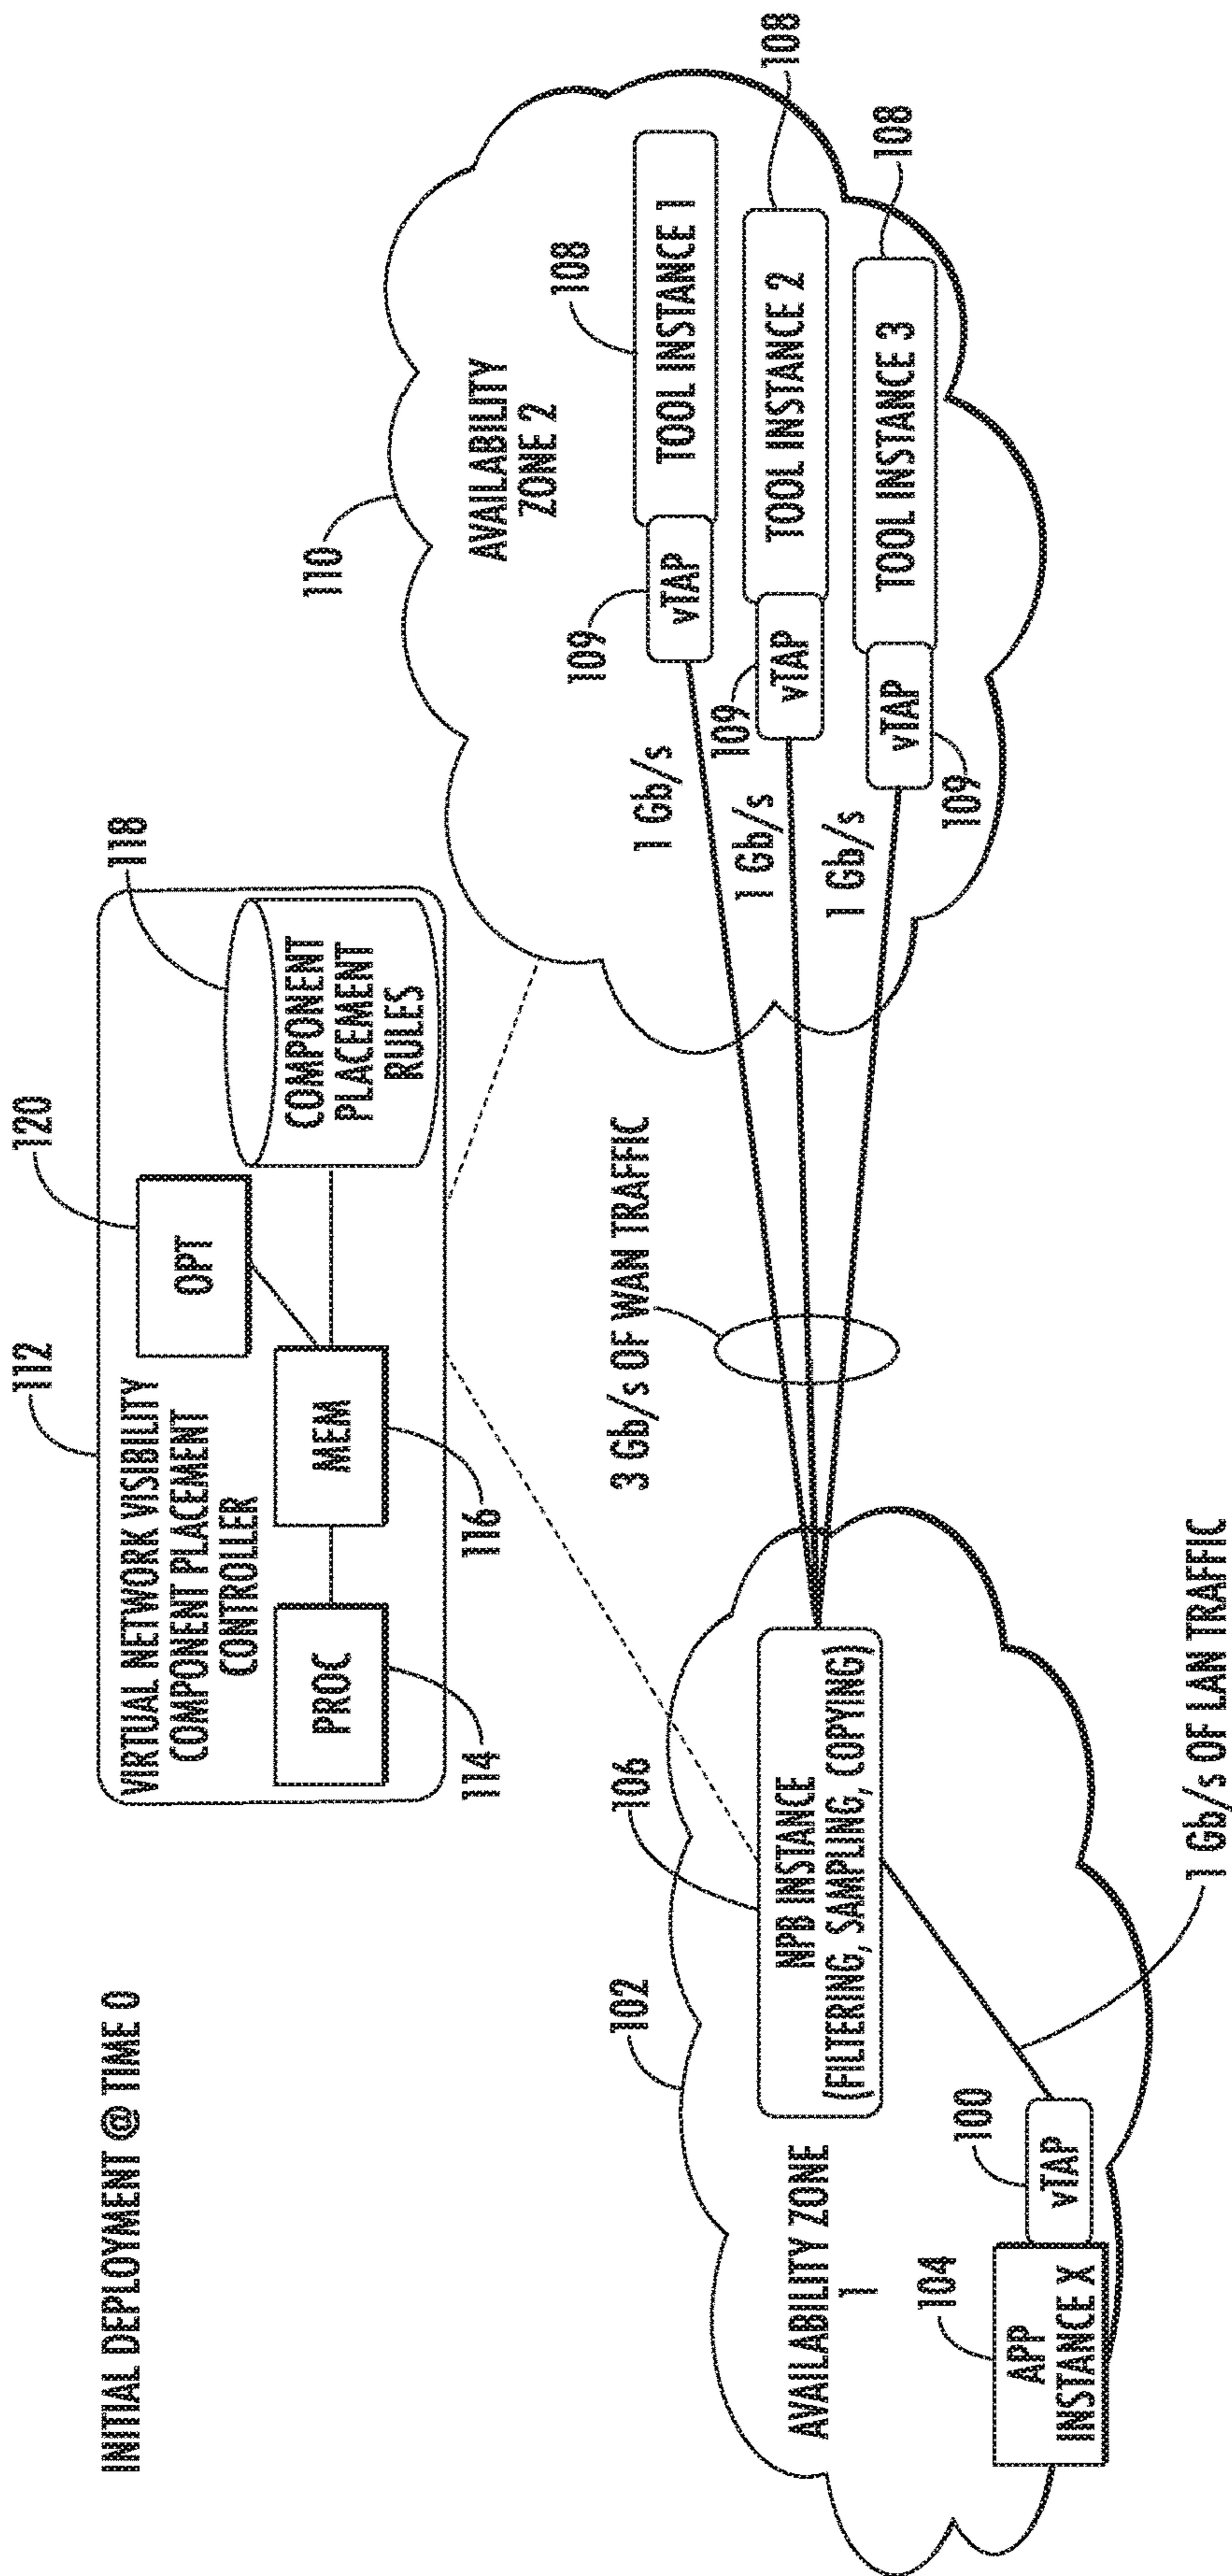 INITIAL DEPLOYMENT @ TIME 0
112
120
118
VIRTUAL NETWORK VISIBILITY
COMPONENT PLACEMENT
CONTROLLER
OPT
PROC
MEM
COMPONENT
PLACEMENT
RULES
114
116
110
AVAILABILITY
ZONE 2
108
109
vTAP
TOOL INSTANCE 1
1 Gb/s
108
109
vTAP
TOOL INSTANCE 2
1 Gb/s
108
vTAP
TOOL INSTANCE 3
1 Gb/s
109
3 Gb/s OF WAN TRAFFIC
102
106
NPB INSTANCE
(FILTERING, SAMPLING, COPYING)
AVAILABILITY ZONE
1
104
100
APP
INSTANCE X
vTAP
1 Gb/s OF LAN TRAFFIC